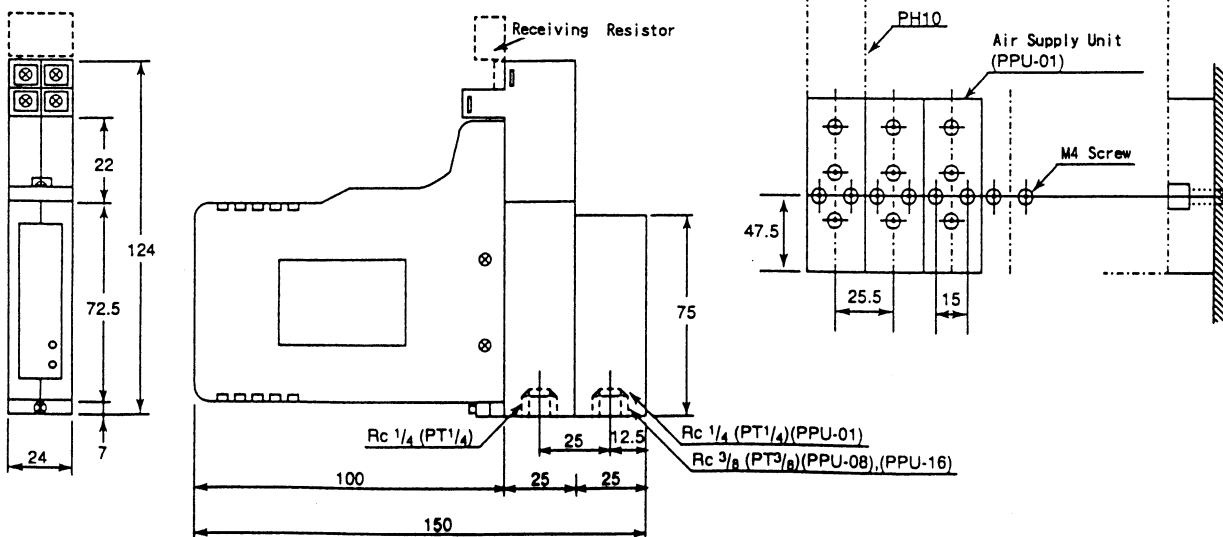 Receiving Resistor
PH10
Air Supply Unit
(PPU-01)
M4 Screw
22
124
72.5
7
24
75
47.5
25.5
15
Rc 1/4 (PT1/4)
25
12.5
Rc 1/4 (PT1/4)(PPU-01)
Rc 3/8 (PT3/8)(PPU-08),(PPU-16)
100
25
25
150